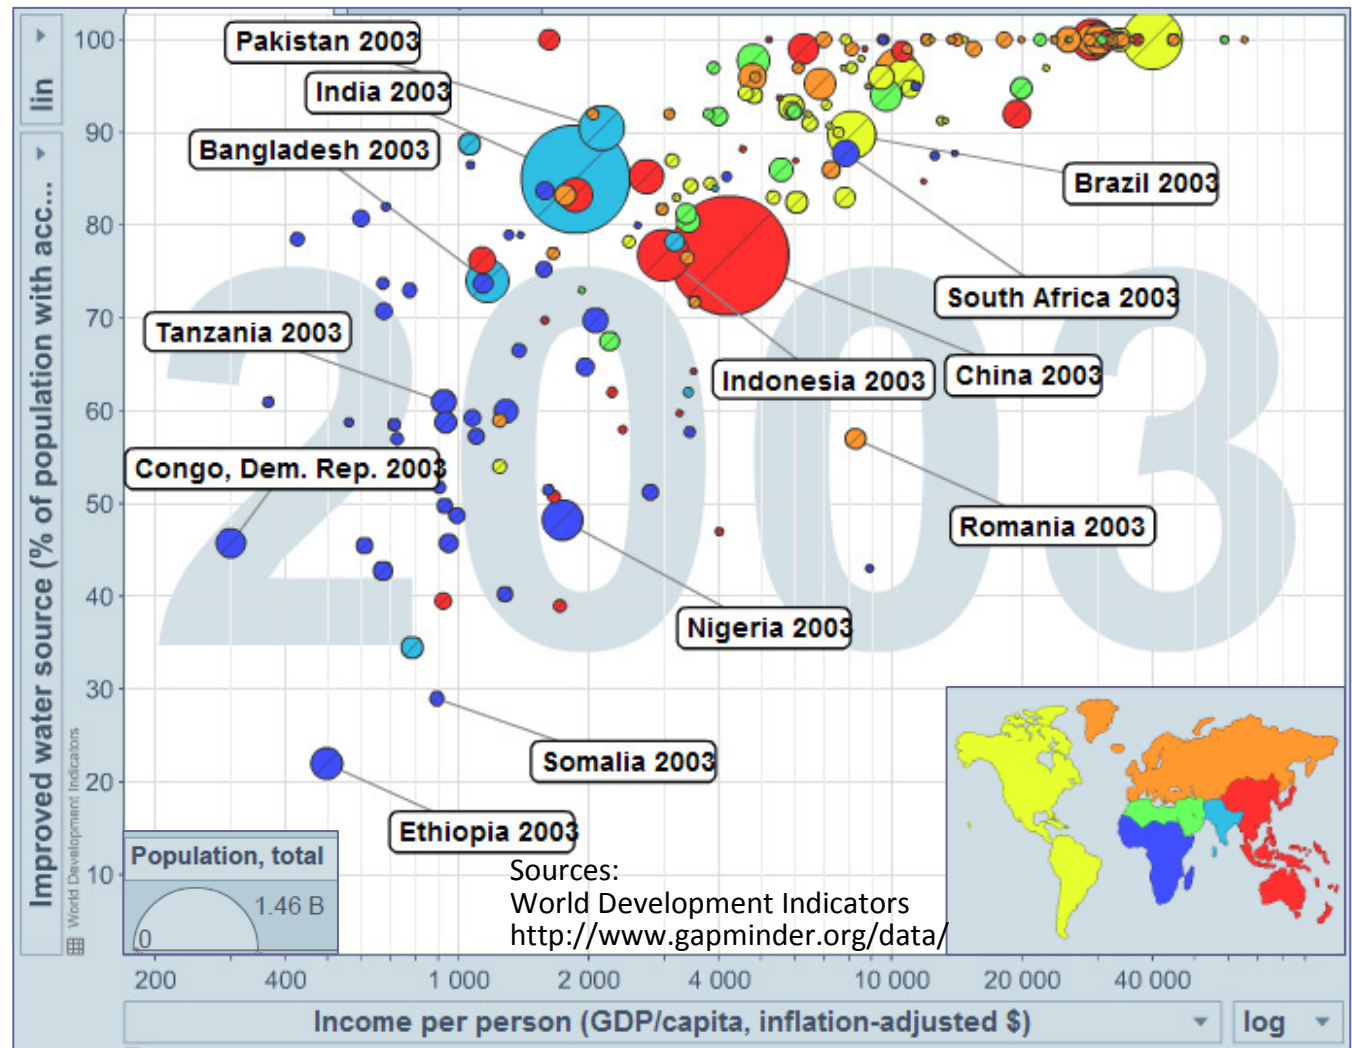 lin
Improved water source (% of population with acc...
World Development Indicators
100
90
80
70
60
50
40
30
20
10
2003
Pakistan 2003
India 2003
Bangladesh 2003
Tanzania 2003
Congo, Dem. Rep. 2003
Brazil 2003
South Africa 2003
Indonesia 2003
China 2003
Romania 2003
Nigeria 2003
Somalia 2003
Ethiopia 2003
Population, total
1.46 B
0
Sources:
World Development Indicators
http://www.gapminder.org/data/
200 400 1 000 2 000 4 000 10 000 20 000 40 000
Income per person (GDP/capita, inflation-adjusted $)
log